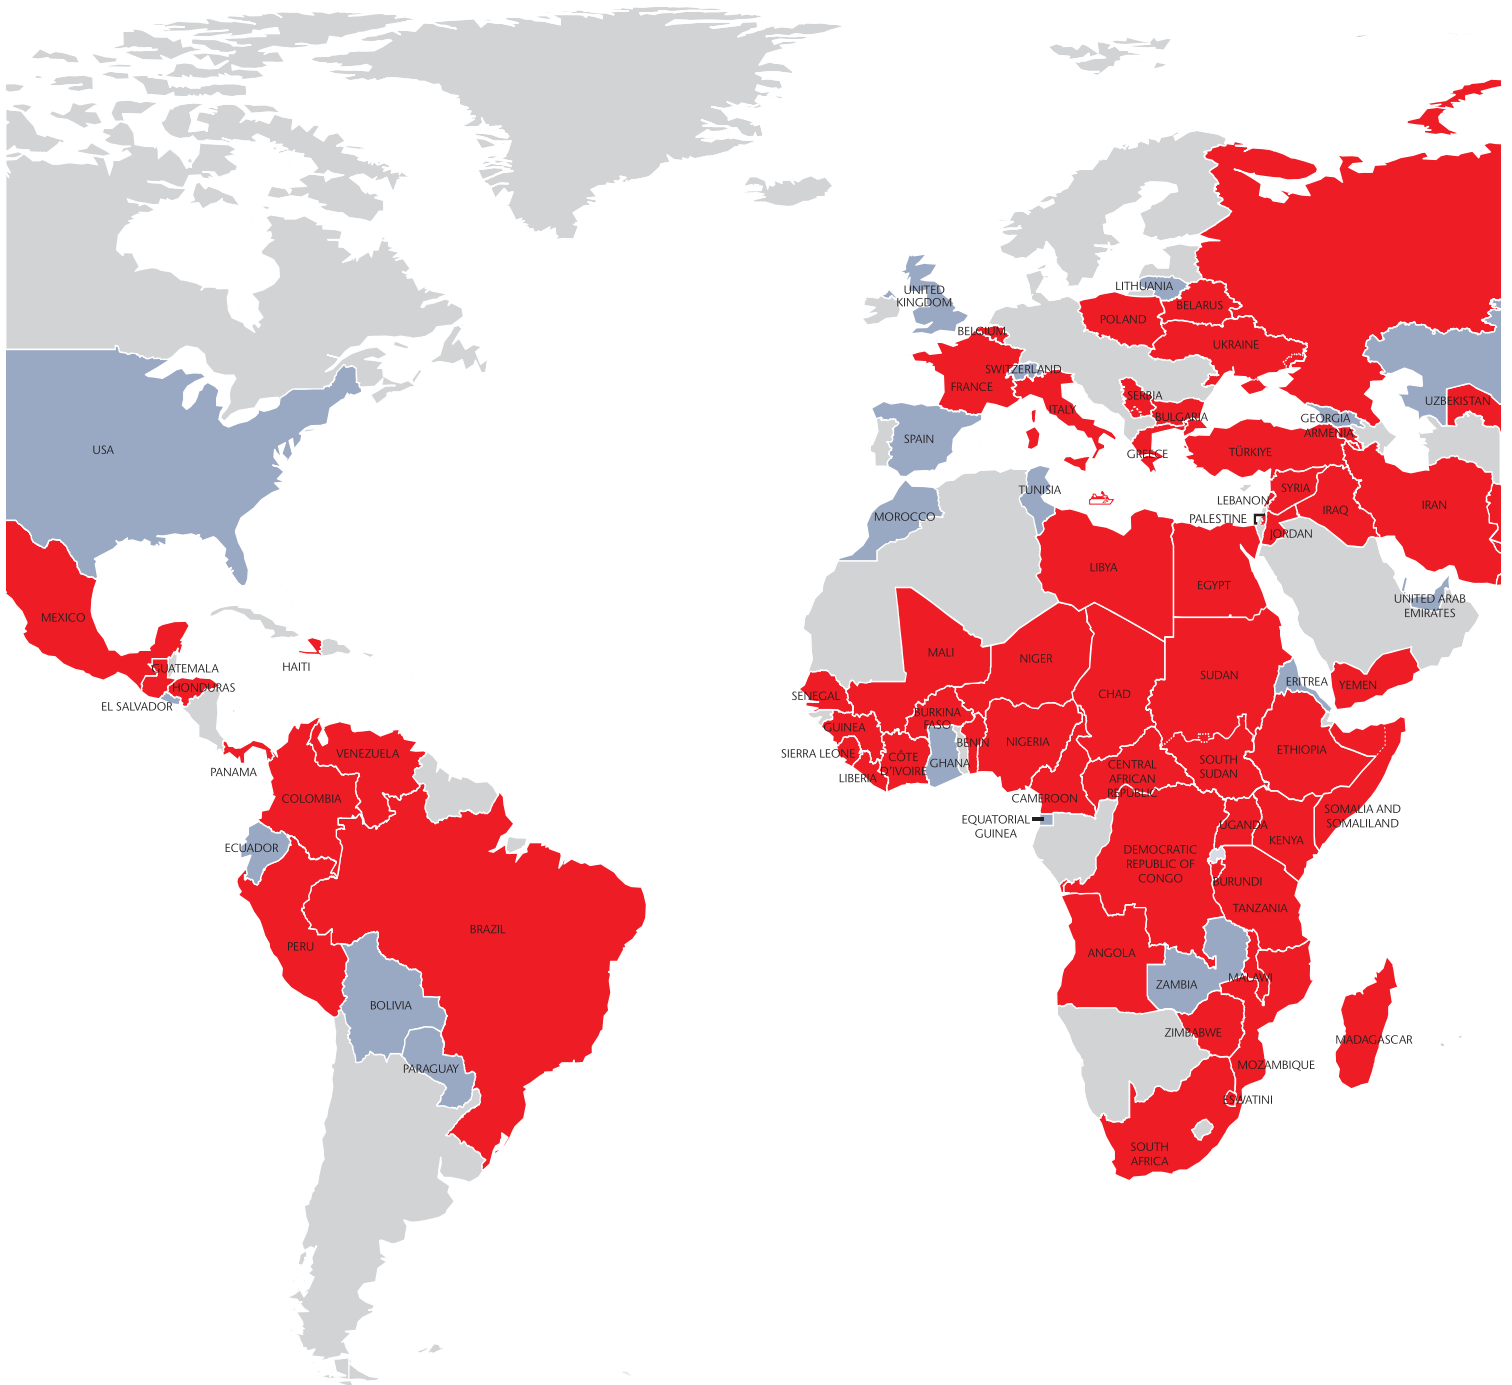 UNITED
KINGDOM
LITHUANIA
BELARUS
POLAND
BELGIUM
UKRAINE
SWITZERLAND
FRANCE
SERBIA
ITALY
BULGARIA
UZBEKISTAN
GEORGIA
ARMENIA
SPAIN
GREECE
TÜRKIYE
USA
TUNISIA
SYRIA
LEBANON
IRAQ
IRAN
MOROCCO
PALESTINE
JORDAN
LIBYA
EGYPT
UNITED ARAB
EMIRATES
MEXICO
GUATEMALA
HAITI
HONDURAS
EL SALVADOR
MALI
NIGER
SUDAN
ERITREA
YEMEN
SENEGAL
CHAD
BURKINA
FASO
GUINEA
VENEZUELA
PANAMA
SIERRA LEONE
CÔTE
D'IVOIRE
BENIN
GHANA
NIGERIA
ETHIOPIA
SOUTH
SUDAN
CENTRAL
AFRICAN
REPUBLIC
LIBERIA
COLOMBIA
CAMEROON
SOMALIA AND
SOMALILAND
EQUATORIAL
GUINEA
UGANDA
KENYA
ECUADOR
DEMOCRATIC
REPUBLIC OF
CONGO
BURUNDI
TANZANIA
BRAZIL
PERU
ANGOLA
MALAWI
ZAMBIA
BOLIVIA
ZIMBABWE
MADAGASCAR
PARAGUAY
MOZAMBIQUE
ESWATINI
SOUTH
AFRICA